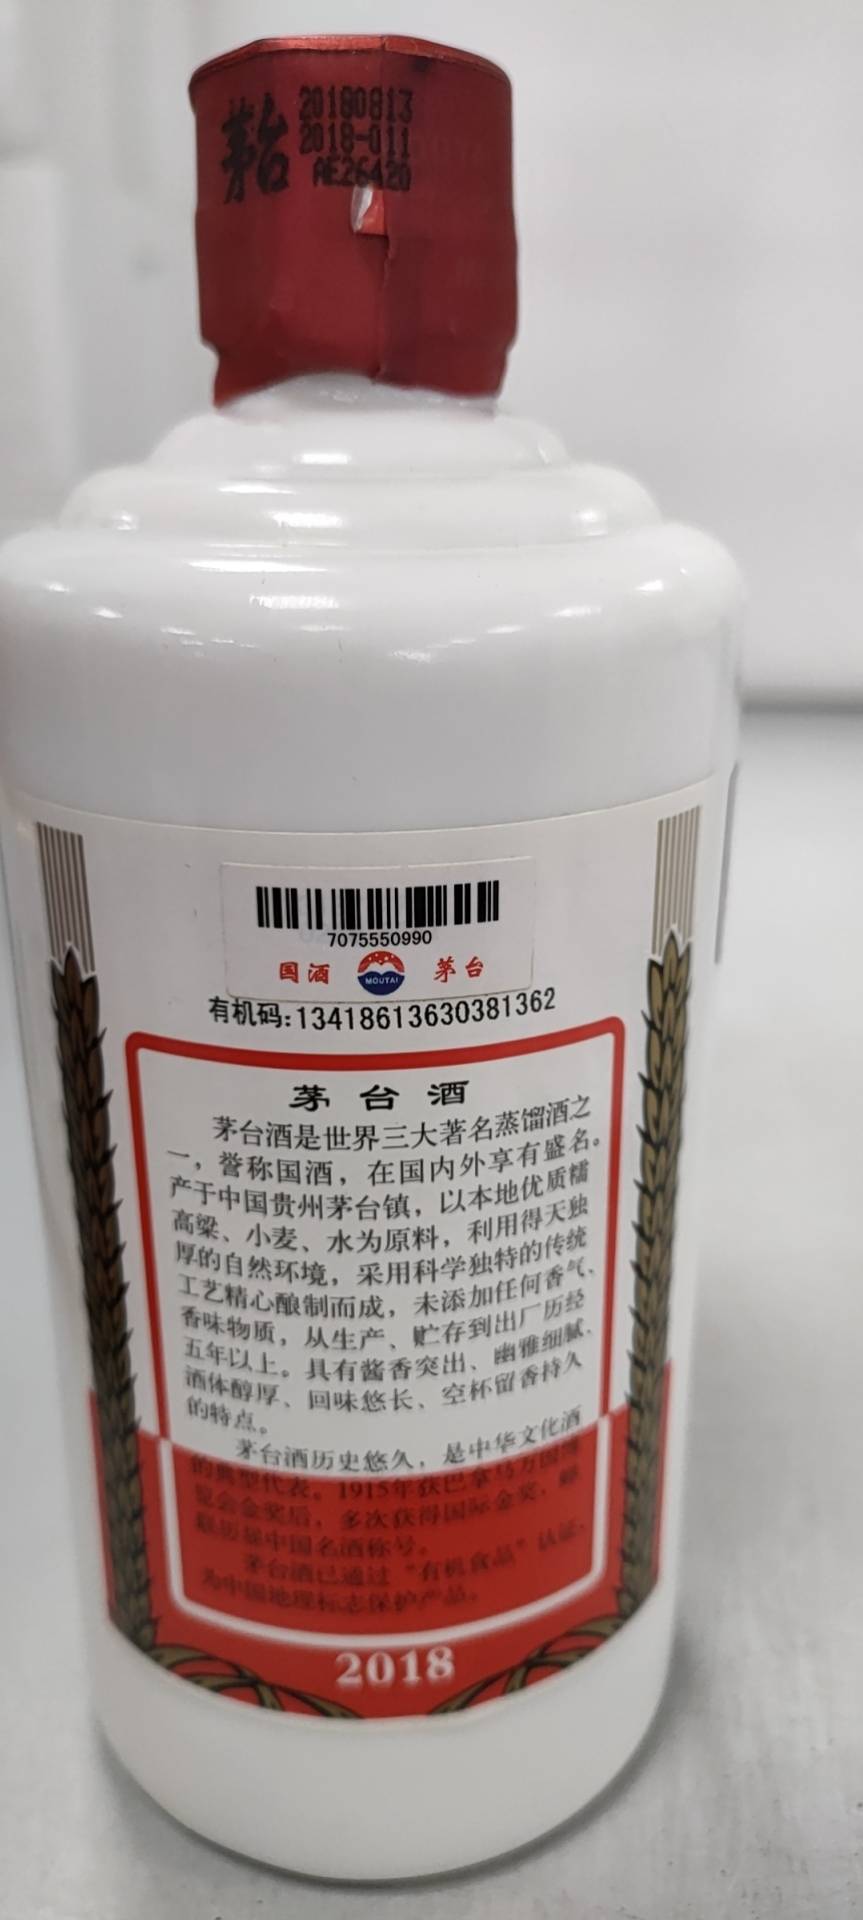 茅台
20180813
2018-011
AE26420
7075550990
国酒 MOUTAI 茅台
有机码:13418613630381362
茅台酒
茅台酒是世界三大著名蒸馏酒之
一，誉称国酒，在国内外享有盛名。
产于中国贵州茅台镇，以本地优质糯
高粱、小麦、水为原料，利用得天独
厚的自然环境，采用科学独特的传统
工艺精心酿制而成，未添加任何香气、
香味物质，从生产、贮存到出厂历经
五年以上。具有酱香突出、幽雅细腻、
酒体醇厚、回味悠长、空杯留香持久
的特点。
茅台酒历史悠久，是中华文化酒
的典型代表。1915年获巴拿马万国博
览会金奖后，多次获得国际金奖，蝉
联历届中国名酒称号。
茅台酒已通过“有机食品”认证，
为中国地理标志保护产品。
2018